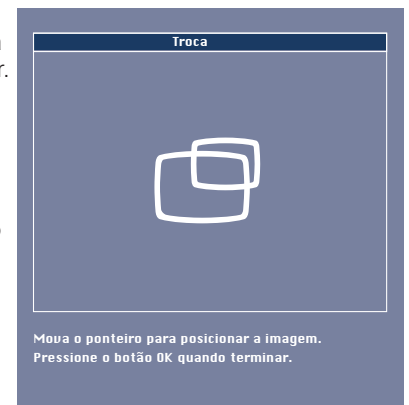 Troca
r.
Mova o ponteiro para posicionar a imagem.
Pressione o botão OK quando terminar.